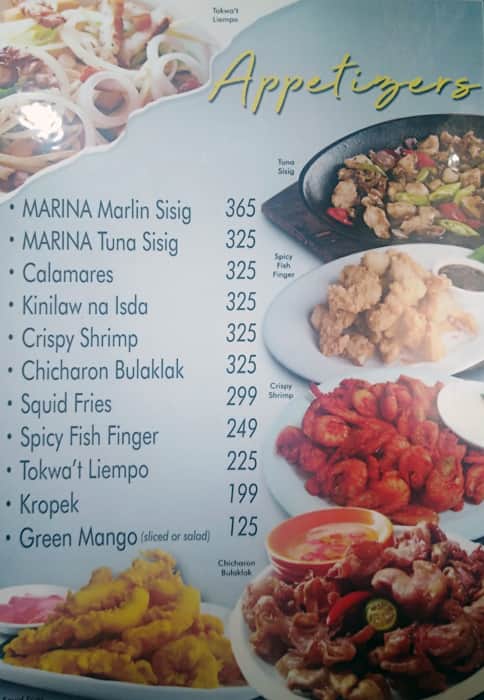 Tokwa't
Liempo
Appetizers
Tuna
Sisig
• MARINA Marlin Sisig 365
• MARINA Tuna Sisig 325
• Calamares 325
• Kinilaw na Isda 325
• Crispy Shrimp 325
• Chicharon Bulaklak 325
• Squid Fries 299
• Spicy Fish Finger 249
• Tokwa't Liempo 225
• Kropek 199
• Green Mango (sliced or salad) 125
Spicy
Fish
Finger
Crispy
Shrimp
Chicharon
Bulaklak
Squid Fries